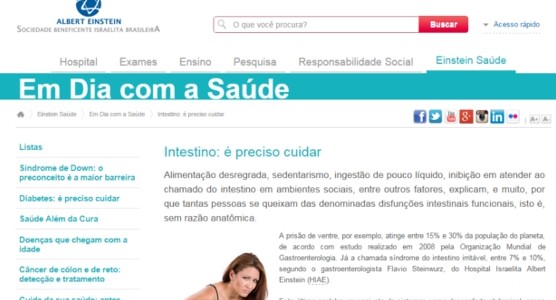 ALBERT EINSTEIN
SOCIEDADE BENEFICENTE ISRAELITA BRASILEIRA
O que você procura?
Buscar
Acesso rápido
Hospital
Exames
Ensino
Pesquisa
Responsabilidade Social
Einstein Saúde
Em Dia com a Saúde
Einstein Saúde
Em Dia com a Saúde
Intestino: é preciso cuidar
A+
A-
Listas
Síndrome de Down: o
preconceito é a maior barreira
Diabetes: é preciso cuidar
Saúde Além da Cura
Doenças que chegam com a
idade
Câncer de cólon e de reto:
detecção e tratamento
Cuide da sua saúde: antes
Intestino: é preciso cuidar
Alimentação desregrada, sedentarismo, ingestão de pouco líquido, inibição em atender ao
chamado do intestino em ambientes sociais, entre outros fatores, explicam, e muito, por
que tantas pessoas se queixam das denominadas disfunções intestinais funcionais, isto é,
sem razão anatômica.
A prisão de ventre, por exemplo, atinge entre 15% e 30% da população do planeta,
de acordo com estudo realizado em 2008 pela Organização Mundial de
Gastroenterologia. Já a chamada síndrome do intestino irritável, entre 7% e 10%,
segundo o gastroenterologista Flavio Steinwurz, do Hospital Israelita Albert
Einstein (HIAE).